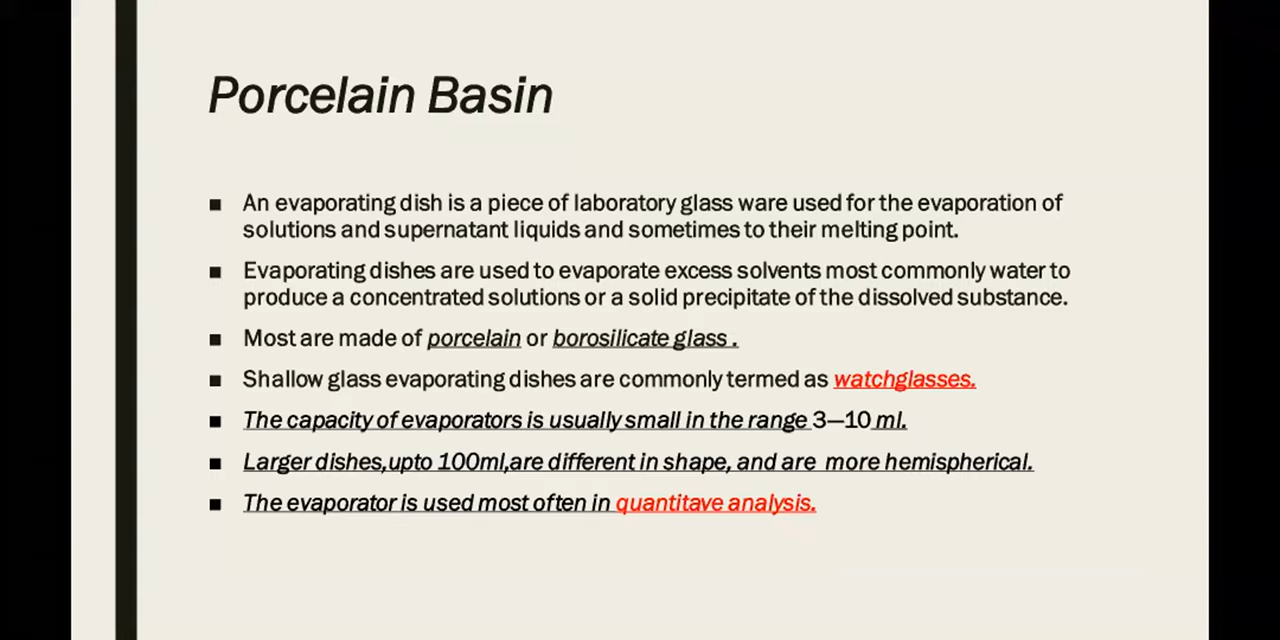 Porcelain Basin
■ An evaporating dish is a piece of laboratory glass ware used for the evaporation of
solutions and supernatant liquids and sometimes to their melting point.
■ Evaporating dishes are used to evaporate excess solvents most commonly water to
produce a concentrated solutions or a solid precipitate of the dissolved substance.
■ Most are made of porcelain or borosilicate glass .
■ Shallow glass evaporating dishes are commonly termed as watchglasses.
■ The capacity of evaporators is usually small in the range 3—10 ml.
■ Larger dishes,upto 100ml,are different in shape, and are more hemispherical.
■ The evaporator is used most often in quantitave analysis.